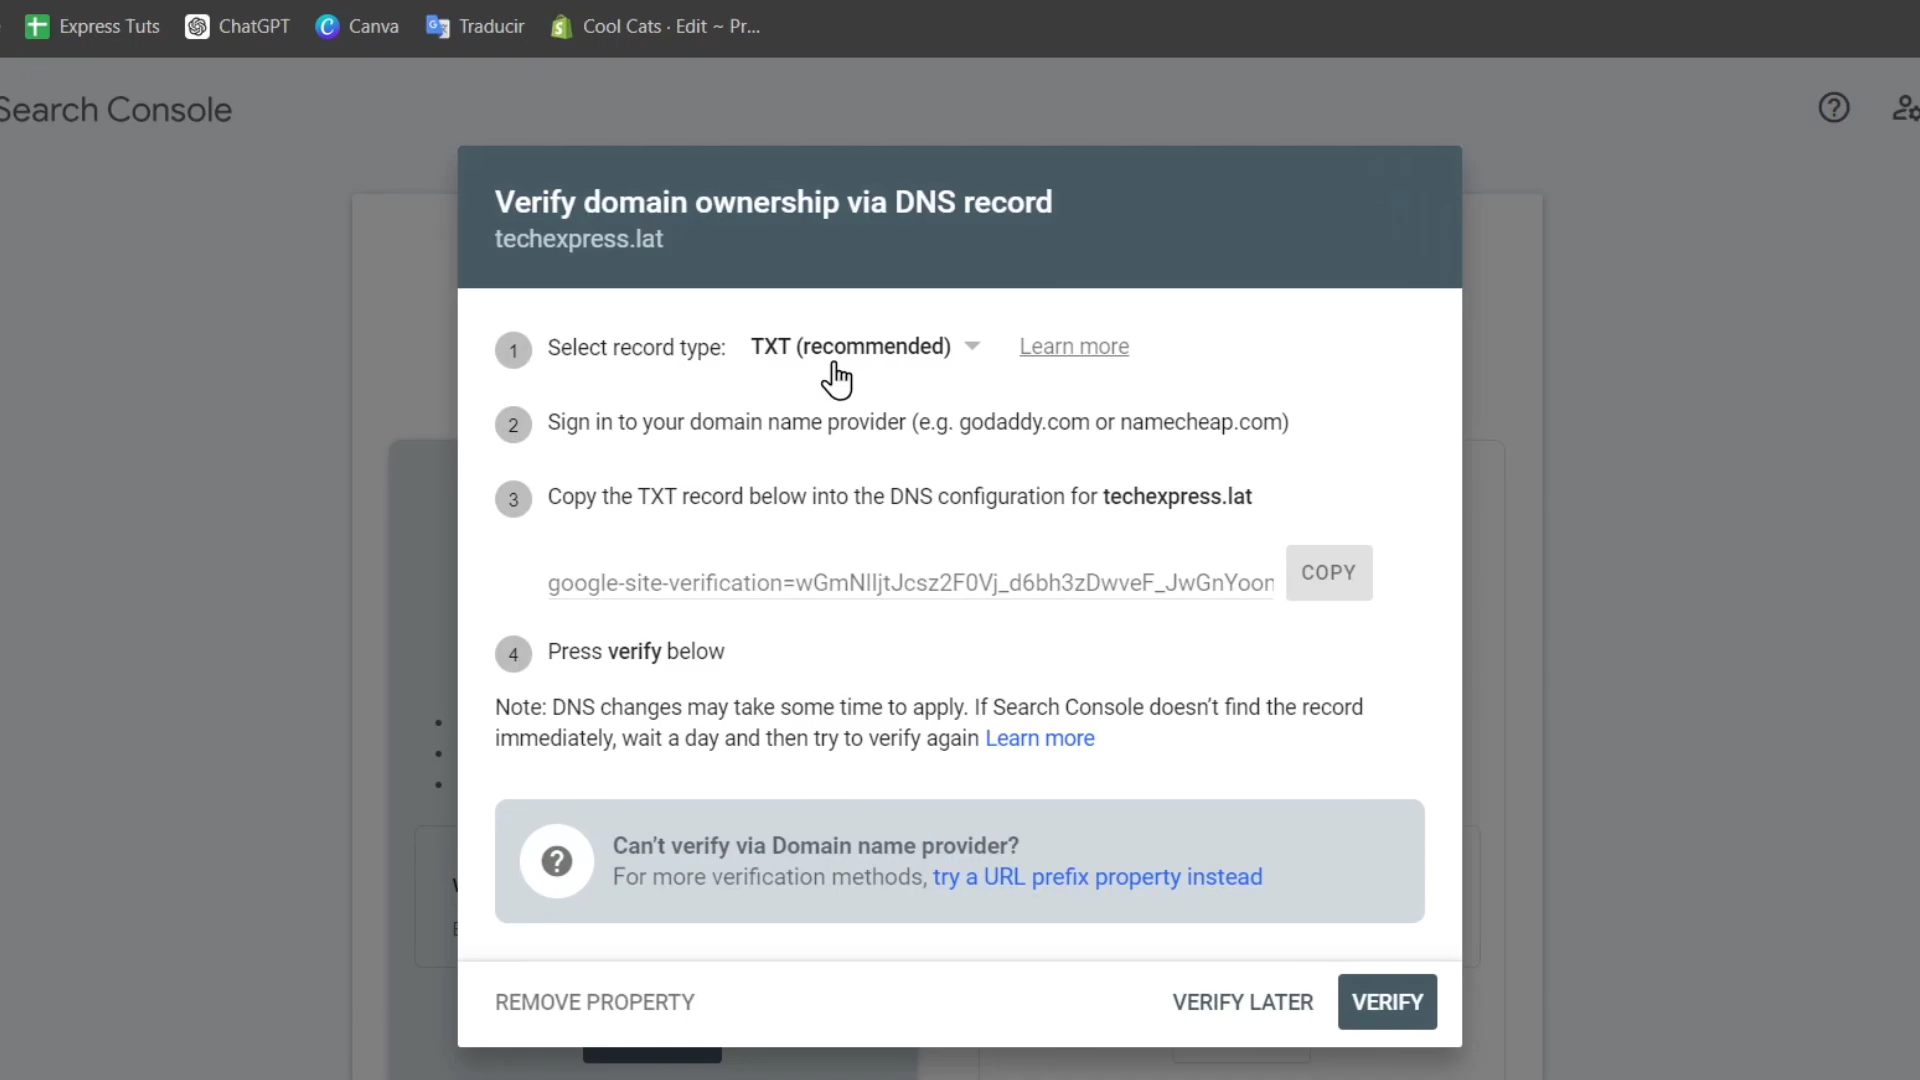 Express Tuts ChatGPT Canva Traducir Cool Cats · Edit ~ Pr...
Search Console
Verify domain ownership via DNS record
techexpress.lat
1 Select record type: TXT (recommended) Learn more
2 Sign in to your domain name provider (e.g. godaddy.com or namecheap.com)
3 Copy the TXT record below into the DNS configuration for techexpress.lat
google-site-verification=wGmNlljtJcsz2F0Vj_d6bh3zDwveF_JwGnYoon COPY
4 Press verify below
Note: DNS changes may take some time to apply. If Search Console doesn't find the record
immediately, wait a day and then try to verify again Learn more
Can't verify via Domain name provider?
For more verification methods, try a URL prefix property instead
REMOVE PROPERTY VERIFY LATER VERIFY